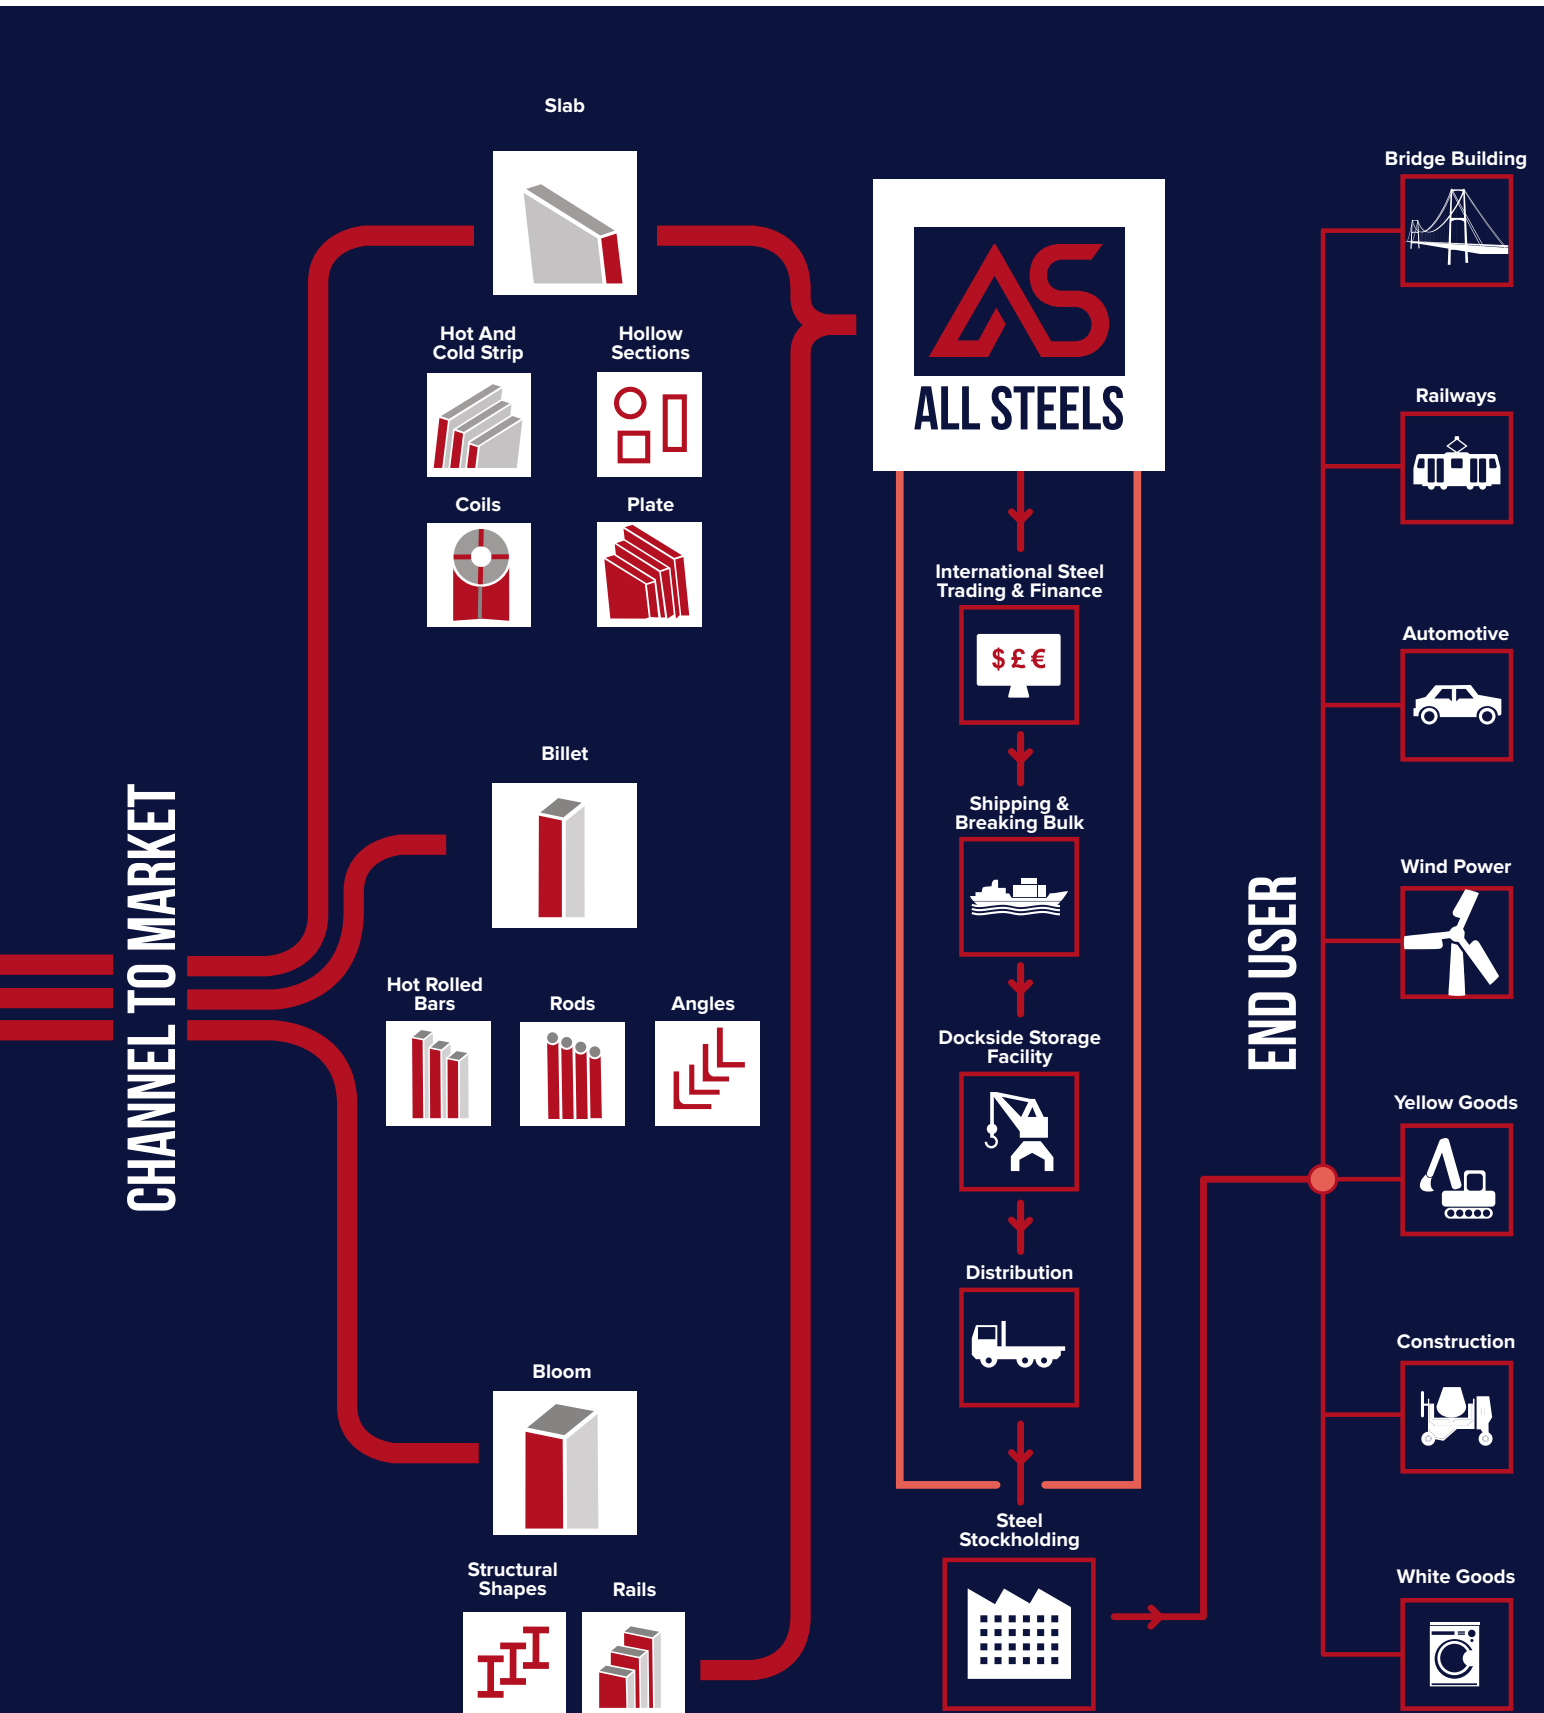 CHANNEL TO MARKET
Slab
Hot And
Cold Strip
Hollow
Sections
Coils
Plate
Billet
Hot Rolled
Bars
Rods
Angles
Bloom
Structural
Shapes
Rails
AS
ALL STEELS
International Steel
Trading & Finance
$ £ €
Shipping &
Breaking Bulk
Dockside Storage
Facility
Distribution
Steel
Stockholding
END USER
Bridge Building
Railways
Automotive
Wind Power
Yellow Goods
Construction
White Goods